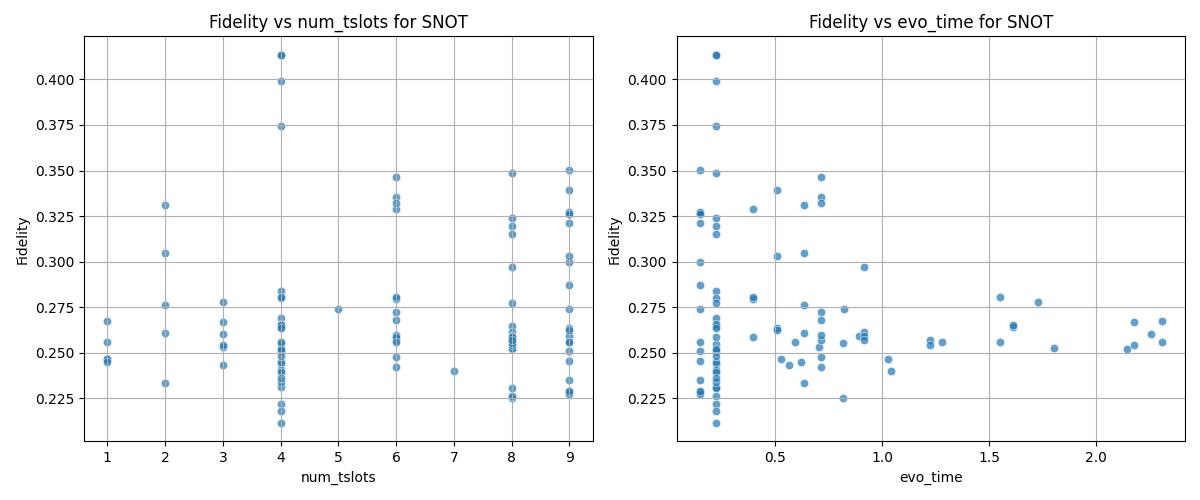 Fidelity vs num_tslots for SNOT
Fidelity
0.400
0.375
0.350
0.325
0.300
0.275
0.250
0.225
1 2 3 4 5 6 7 8 9
num_tslots
Fidelity vs evo_time for SNOT
Fidelity
0.400
0.375
0.350
0.325
0.300
0.275
0.250
0.225
0.5 1.0 1.5 2.0
evo_time